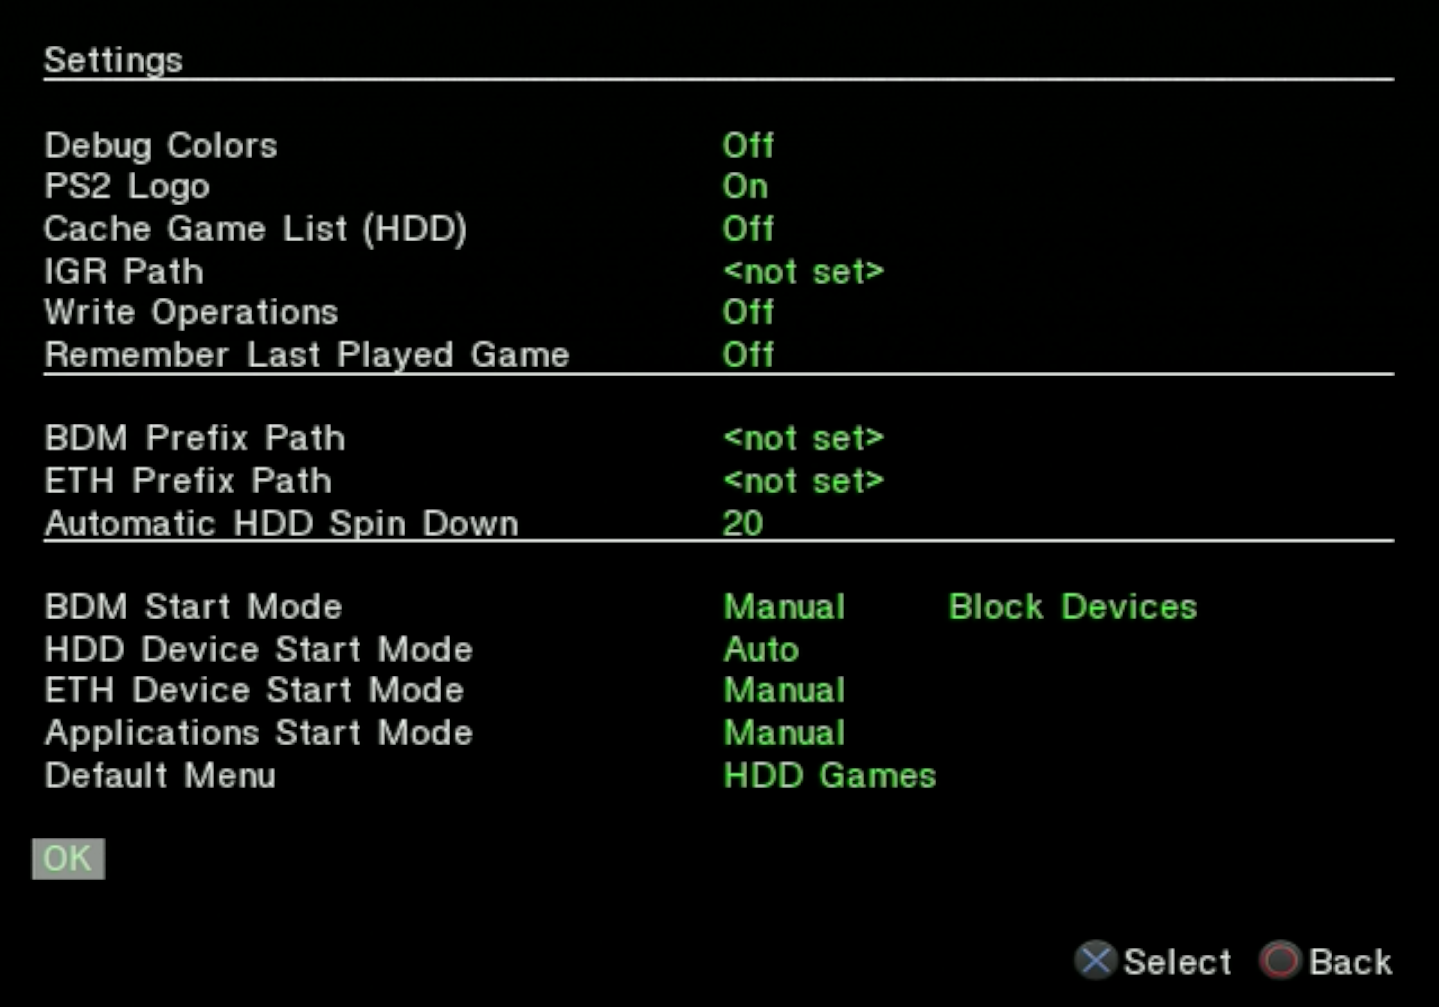 Settings
Debug Colors Off
PS2 Logo On
Cache Game List (HDD) Off
IGR Path <not set>
Write Operations Off
Remember Last Played Game Off
BDM Prefix Path <not set>
ETH Prefix Path <not set>
Automatic HDD Spin Down 20
BDM Start Mode Manual Block Devices
HDD Device Start Mode Auto
ETH Device Start Mode Manual
Applications Start Mode Manual
Default Menu HDD Games
OK
Select Back